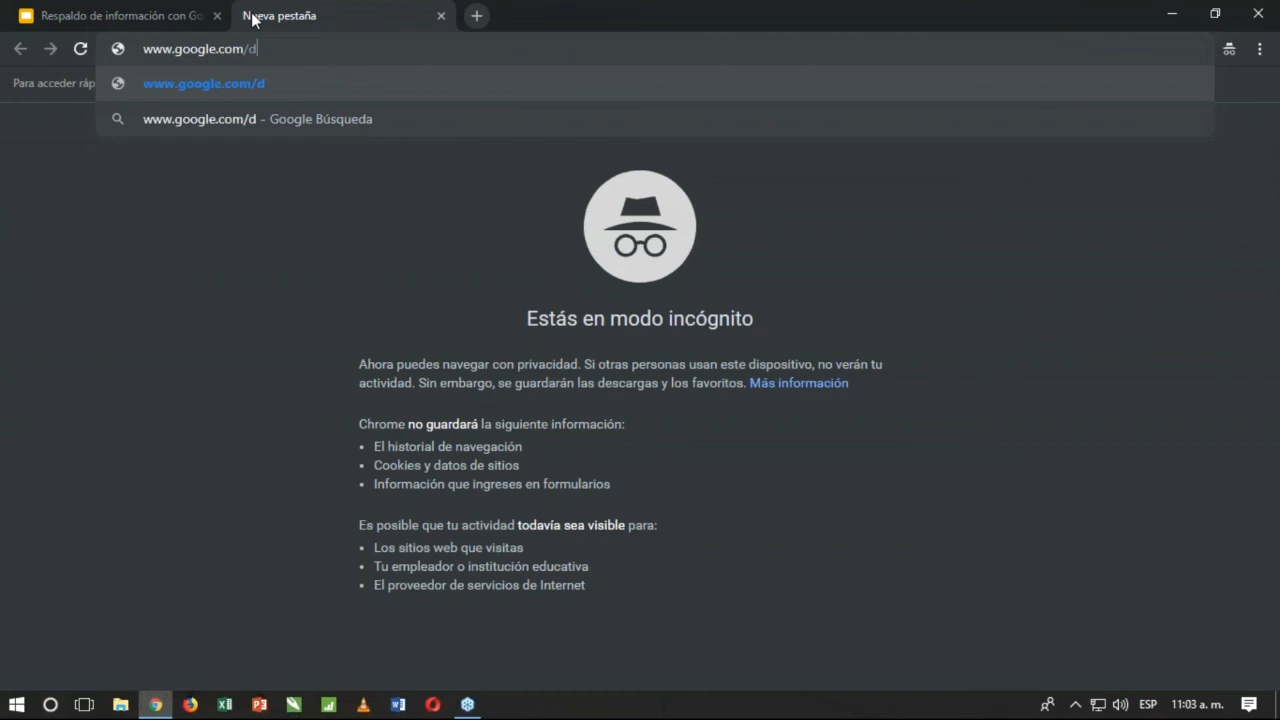 Respaldo de información con Go
Nueva pestaña
www.google.com/d
Para acceder ráp
www.google.com/d
www.google.com/d - Google Búsqueda
Estás en modo incógnito
Ahora puedes navegar con privacidad. Si otras personas usan este dispositivo, no verán tu
actividad. Sin embargo, se guardarán las descargas y los favoritos. Más información
Chrome no guardará la siguiente información:
• El historial de navegación
• Cookies y datos de sitios
• Información que ingreses en formularios
Es posible que tu actividad todavía sea visible para:
• Los sitios web que visitas
• Tu empleador o institución educativa
• El proveedor de servicios de Internet
ESP
11:03 a. m.